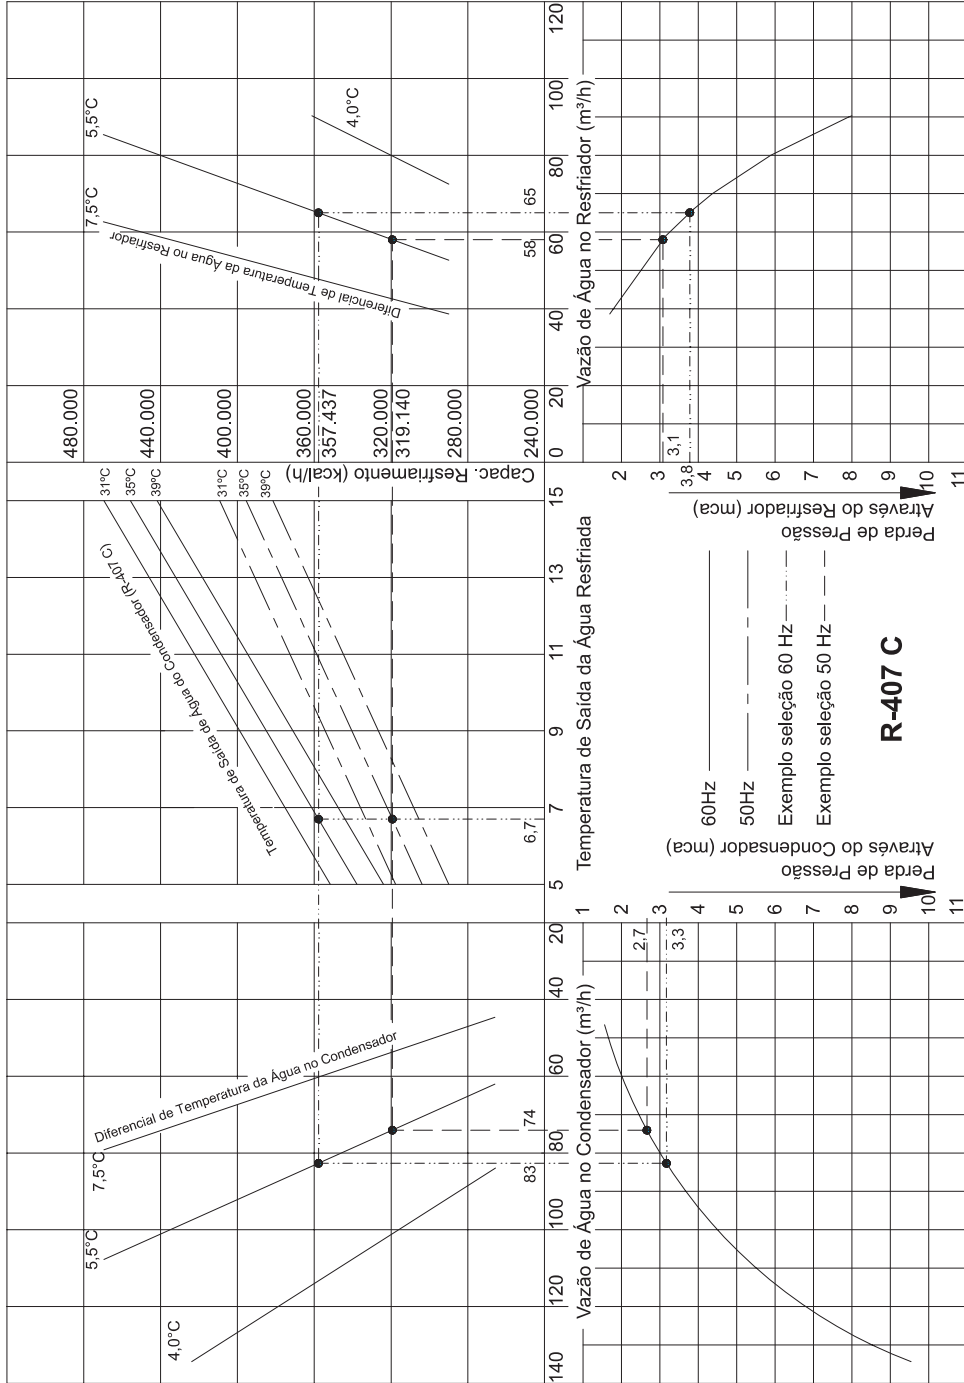 480.000
440.000
400.000
360.000
357.437
320.000
319.140
280.000
240.000
Capac. Resfriamento (kcal/h)
7,5°C
5,5°C
4,0°C
Diferencial de Temperatura da Água no Condensador
140
120
100
80
60
40
20
83
74
Vazão de Água no Condensador (m³/h)
Temperatura de Saída de Água do Condensador (R-407 C)
31°C
35°C
39°C
31°C
35°C
39°C
5
7
9
11
13
15
6,7
Temperatura de Saída da Água Resfriada
7,5°C
5,5°C
4,0°C
Diferencial de Temperatura da Água no Resfriador
0
20
40
60
80
100
120
58
65
Vazão de Água no Resfriador (m³/h)
1
2
3
4
5
6
7
8
9
10
11
2,7
3,3
Perda de Pressão
Através do Condensador (mca)
60Hz
50Hz
Exemplo seleção 60 Hz
Exemplo seleção 50 Hz
R-407 C
Perda de Pressão
Através do Resfriador (mca)
2
3
4
5
6
7
8
9
10
11
3,1
3,8